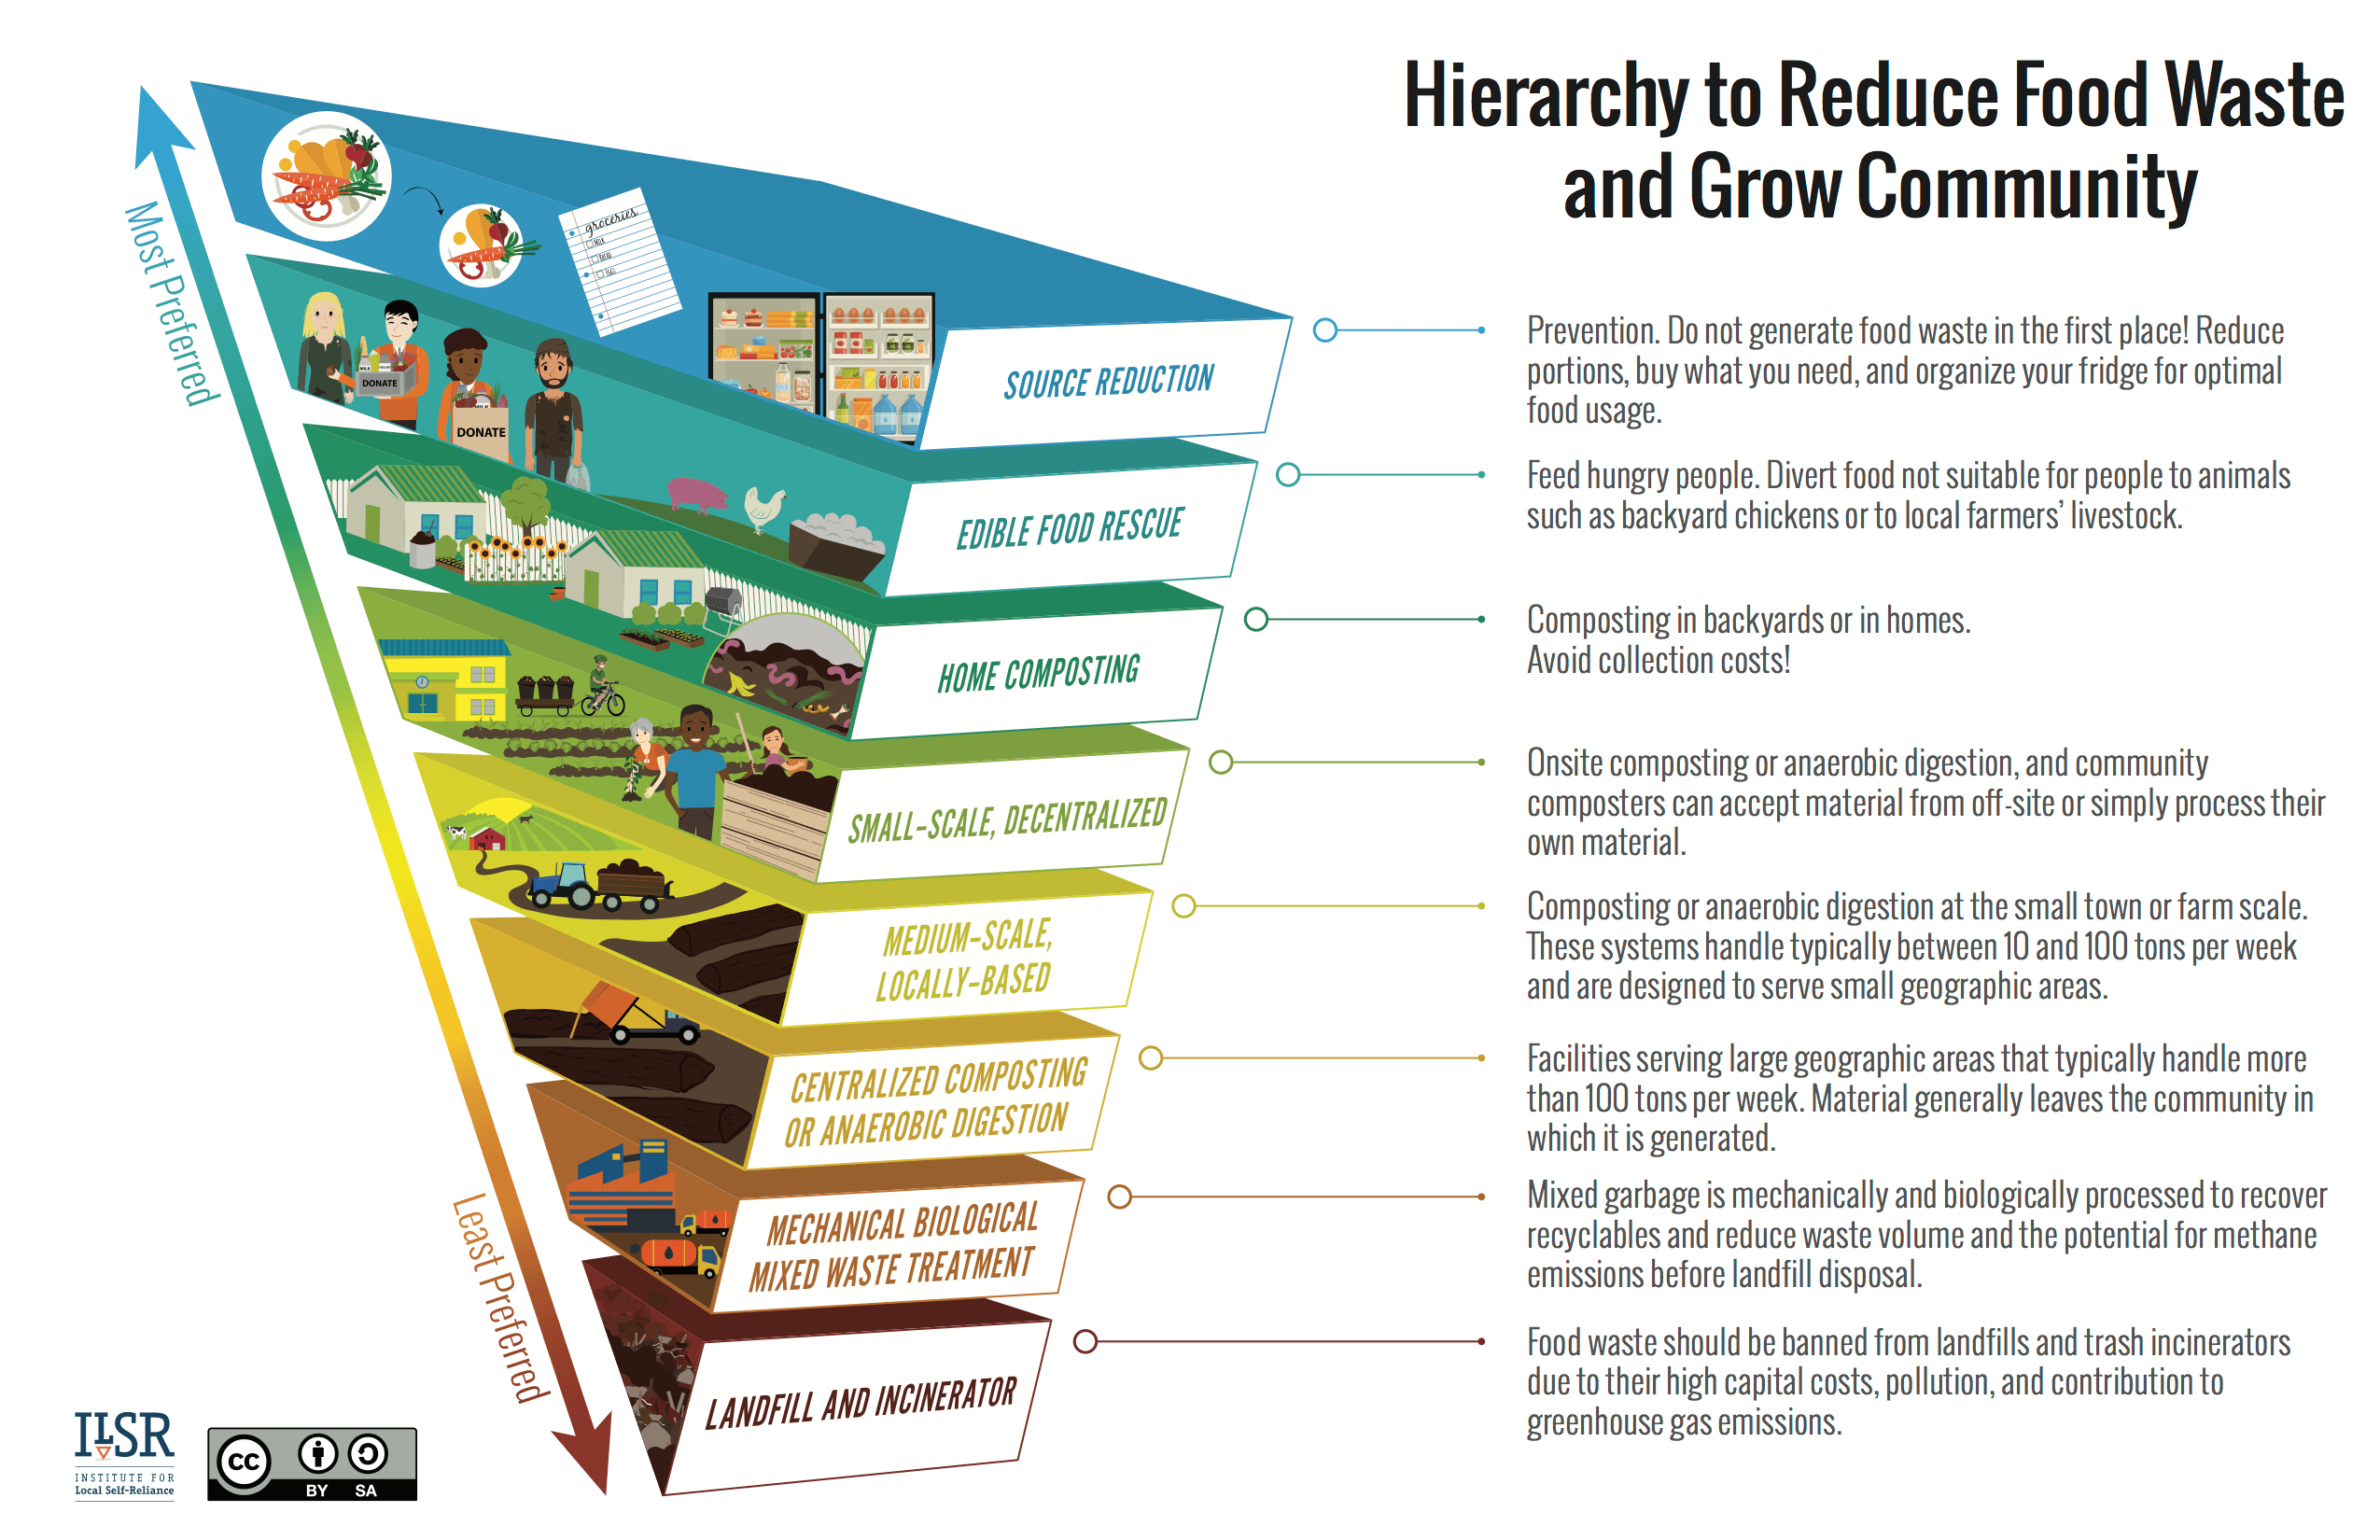 Hierarchy to Reduce Food Waste
and Grow Community
Most Preferred
groceries
MILK
BREAD
EGGS
DONATE
MILK
DONATE
SOURCE REDUCTION
Prevention. Do not generate food waste in the first place! Reduce
portions, buy what you need, and organize your fridge for optimal
food usage.
EDIBLE FOOD RESCUE
Feed hungry people. Divert food not suitable for people to animals
such as backyard chickens or to local farmers’ livestock.
HOME COMPOSTING
Composting in backyards or in homes.
Avoid collection costs!
SMALL-SCALE, DECENTRALIZED
Onsite composting or anaerobic digestion, and community
composters can accept material from off-site or simply process their
own material.
MEDIUM-SCALE,
LOCALLY-BASED
Composting or anaerobic digestion at the small town or farm scale.
These systems handle typically between 10 and 100 tons per week
and are designed to serve small geographic areas.
CENTRALIZED COMPOSTING
OR ANAEROBIC DIGESTION
Facilities serving large geographic areas that typically handle more
than 100 tons per week. Material generally leaves the community in
which it is generated.
MECHANICAL BIOLOGICAL
MIXED WASTE TREATMENT
Mixed garbage is mechanically and biologically processed to recover
recyclables and reduce waste volume and the potential for methane
emissions before landfill disposal.
LANDFILL AND INCINERATOR
Food waste should be banned from landfills and trash incinerators
due to their high capital costs, pollution, and contribution to
greenhouse gas emissions.
Least Preferred
ILSR
INSTITUTE FOR
Local Self-Reliance
CC
BY SA